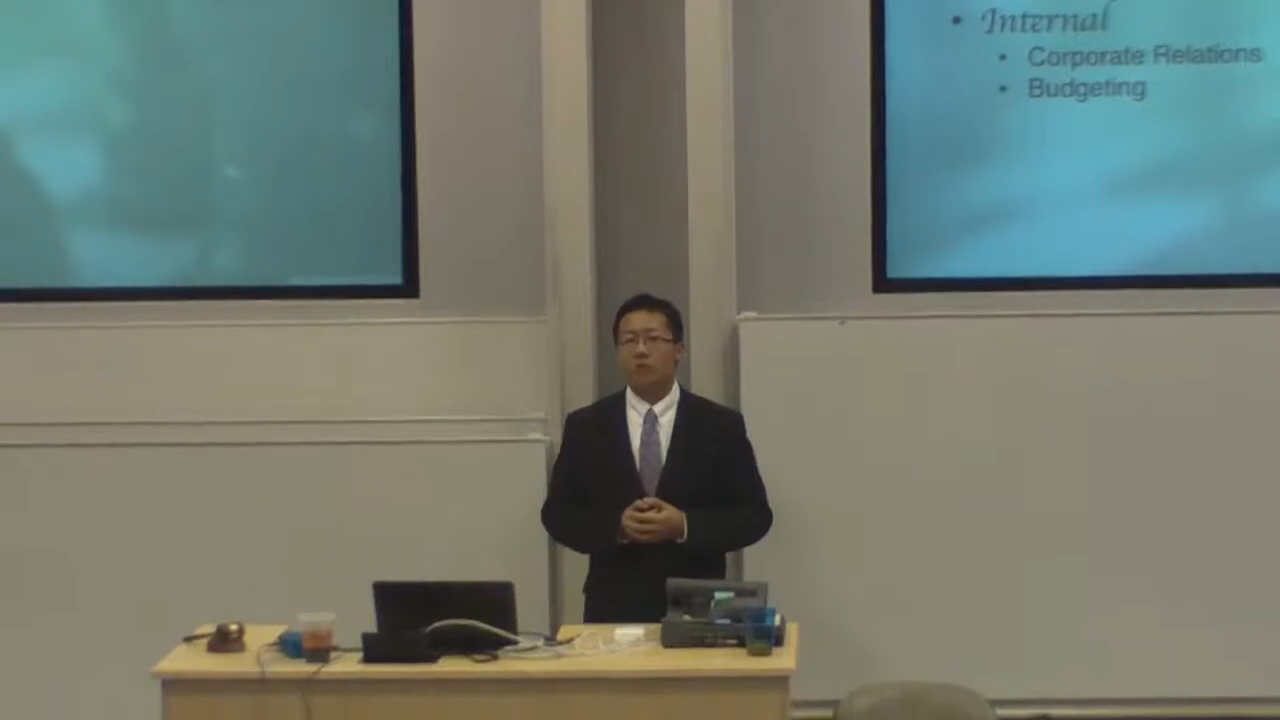 • Internal
• Corporate Relations
• Budgeting